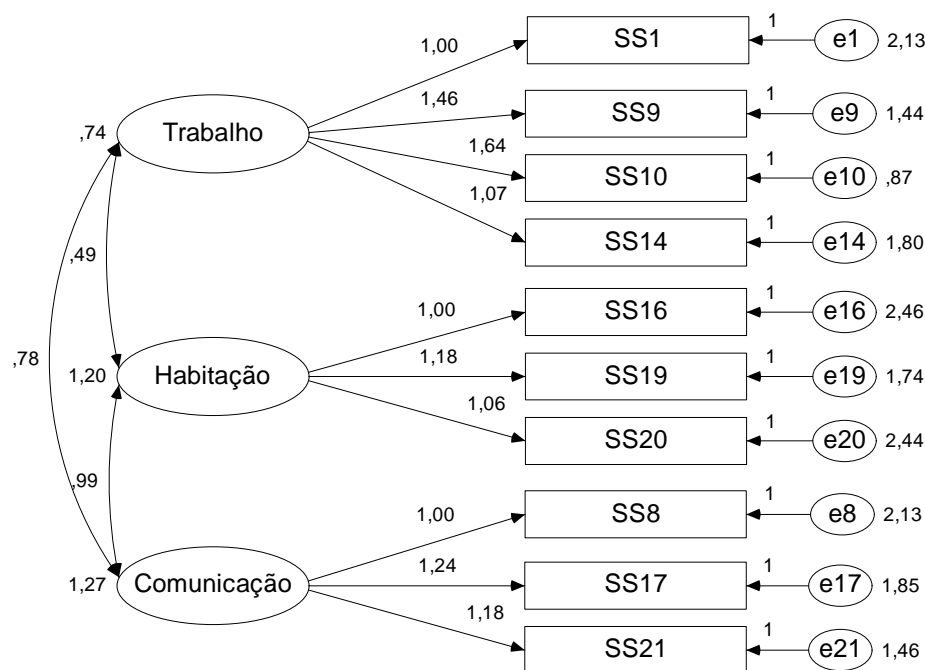 1
SS1
e1
2,13
1,00
1
,74
Trabalho
1,46
SS9
e9
1,44
1,64
1
SS10
e10
,87
1,07
1
SS14
e14
1,80
,49
1
1,00
SS16
e16
2,46
,78
1,20
Habitação
1,18
1
SS19
e19
1,74
1,06
1
SS20
e20
2,44
,99
1
1,00
SS8
e8
2,13
1,27
Comunicação
1,24
1
SS17
e17
1,85
1,18
1
SS21
e21
1,46